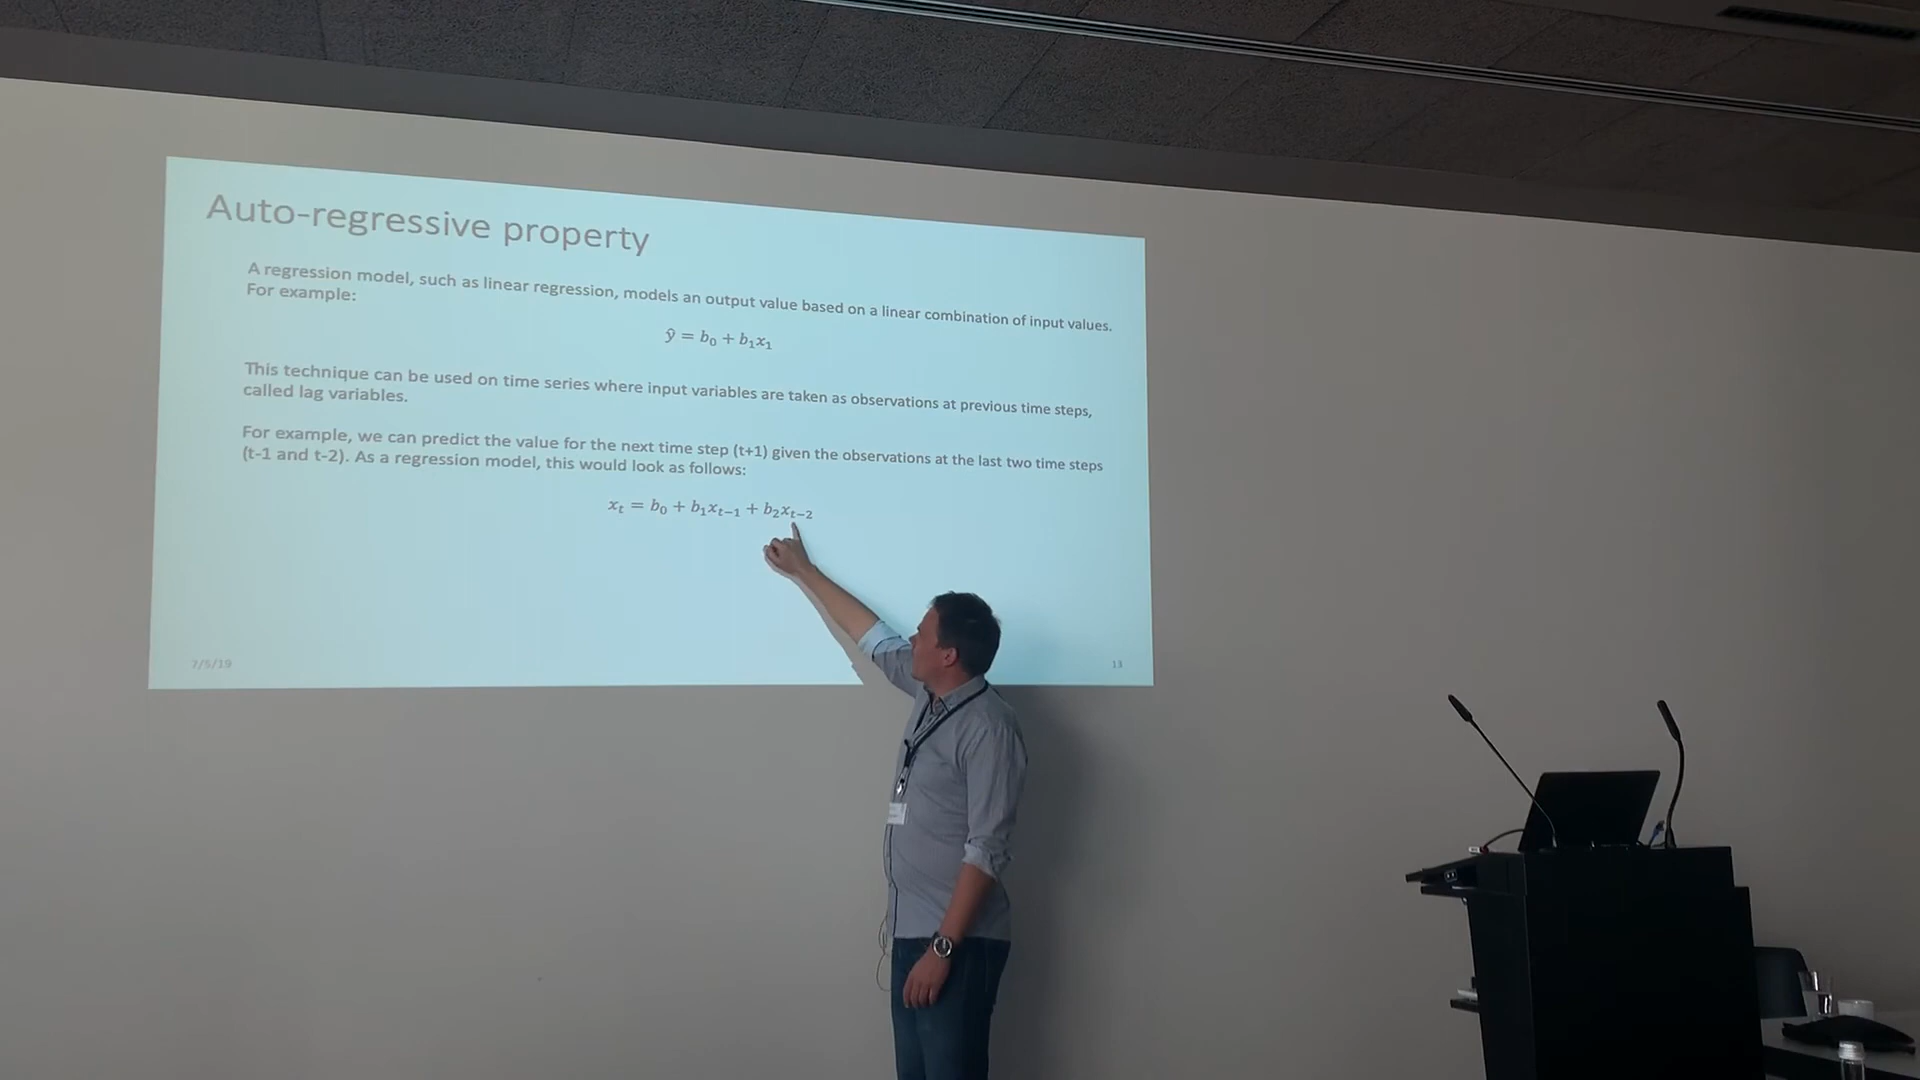 Auto-regressive property
A regression model, such as linear regression, models an output value based on a linear combination of input values.
For example:
ŷ = b₀ + b₁x₁
This technique can be used on time series where input variables are taken as observations at previous time steps,
called lag variables.
For example, we can predict the value for the next time step (t+1) given the observations at the last two time steps
(t-1 and t-2). As a regression model, this would look as follows:
xₜ = b₀ + b₁xₜ₋₁ + b₂xₜ₋₂
7/5/19
13